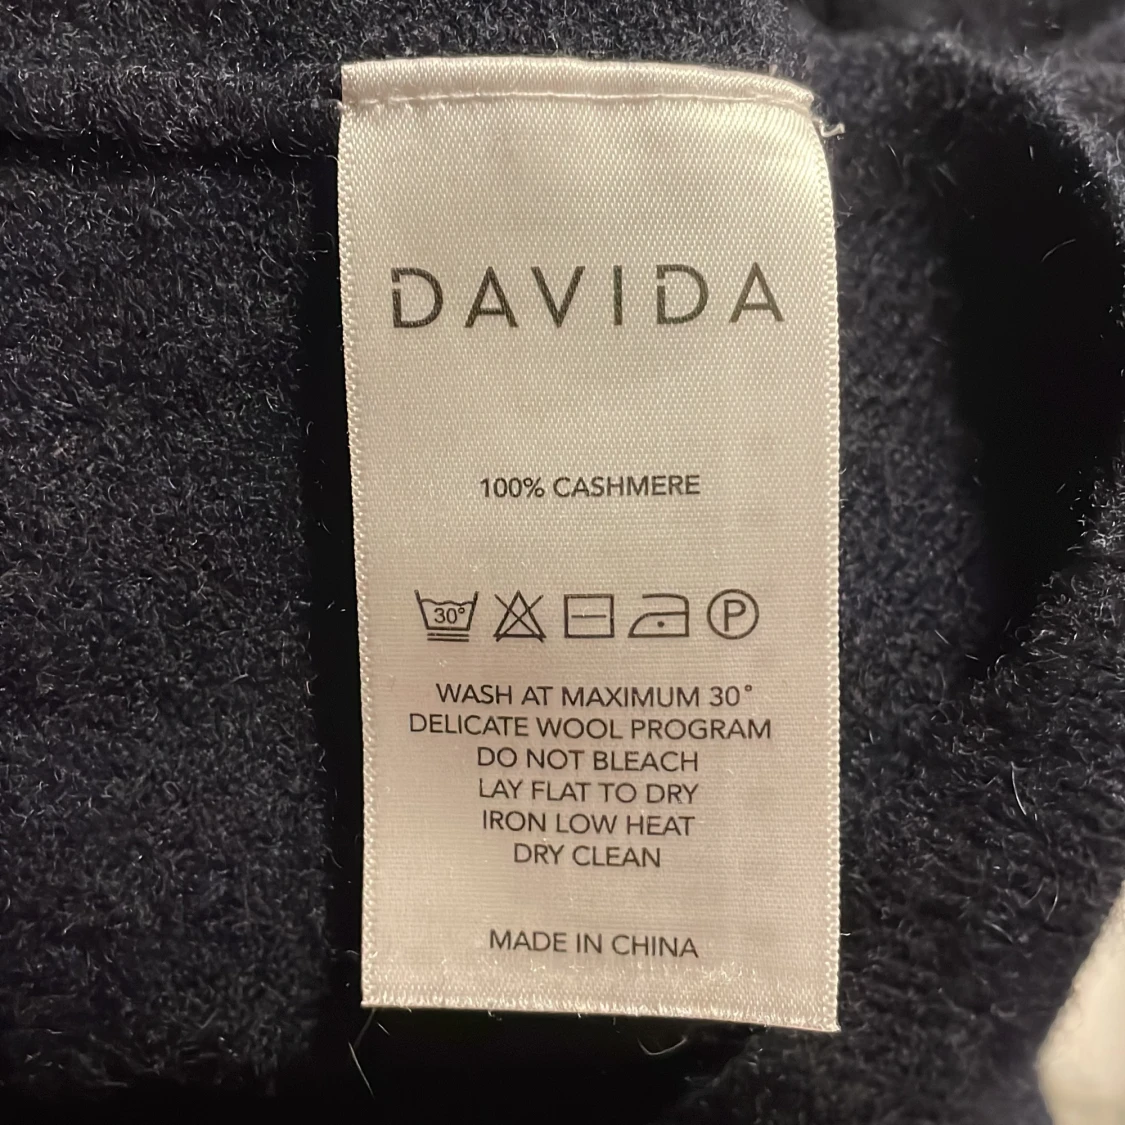 DAVIDA
100% CASHMERE
30° P
WASH AT MAXIMUM 30°
DELICATE WOOL PROGRAM
DO NOT BLEACH
LAY FLAT TO DRY
IRON LOW HEAT
DRY CLEAN
MADE IN CHINA